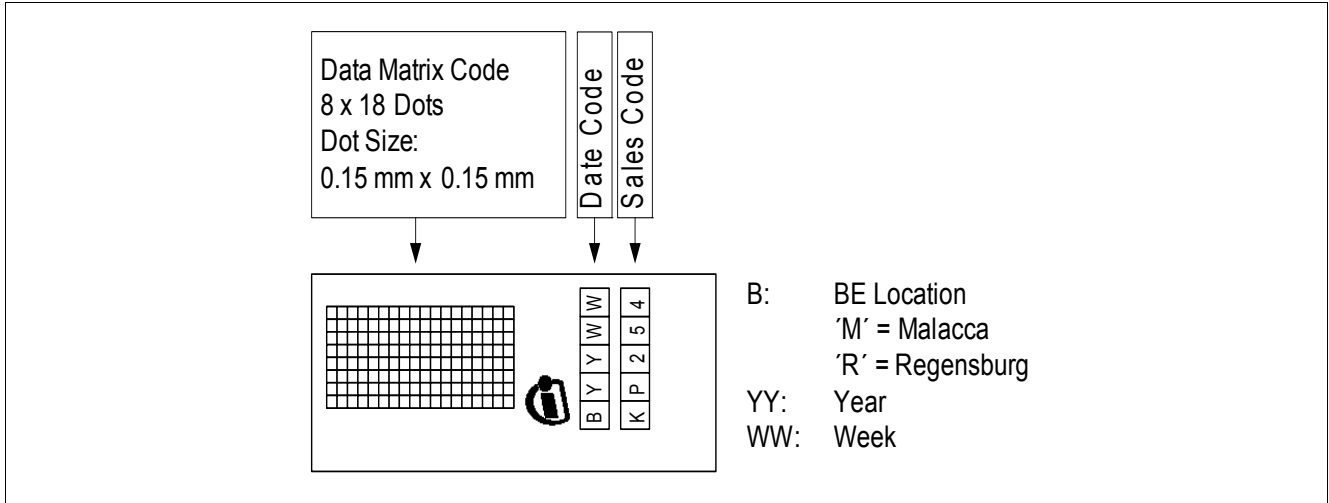 Data Matrix Code
8 x 18 Dots
Dot Size:
0.15 mm x 0.15 mm
Date Code
Sales Code
B Y Y W W
K P 2 5 4
B: BE Location
´M´ = Malacca
´R´ = Regensburg
YY: Year
WW: Week